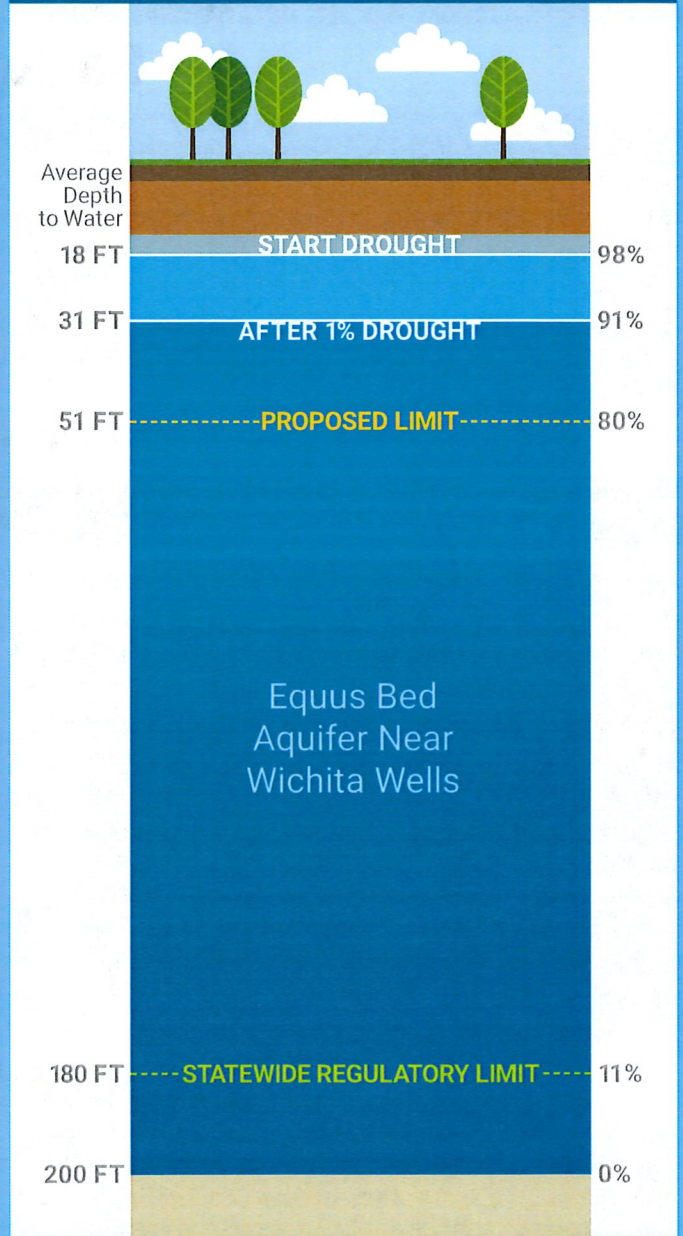 Average
Depth
to Water
START DROUGHT
18 FT 98%
31 FT 91%
AFTER 1% DROUGHT
51 FT PROPOSED LIMIT 80%
Equus Bed
Aquifer Near
Wichita Wells
180 FT STATEWIDE REGULATORY LIMIT 11%
200 FT 0%